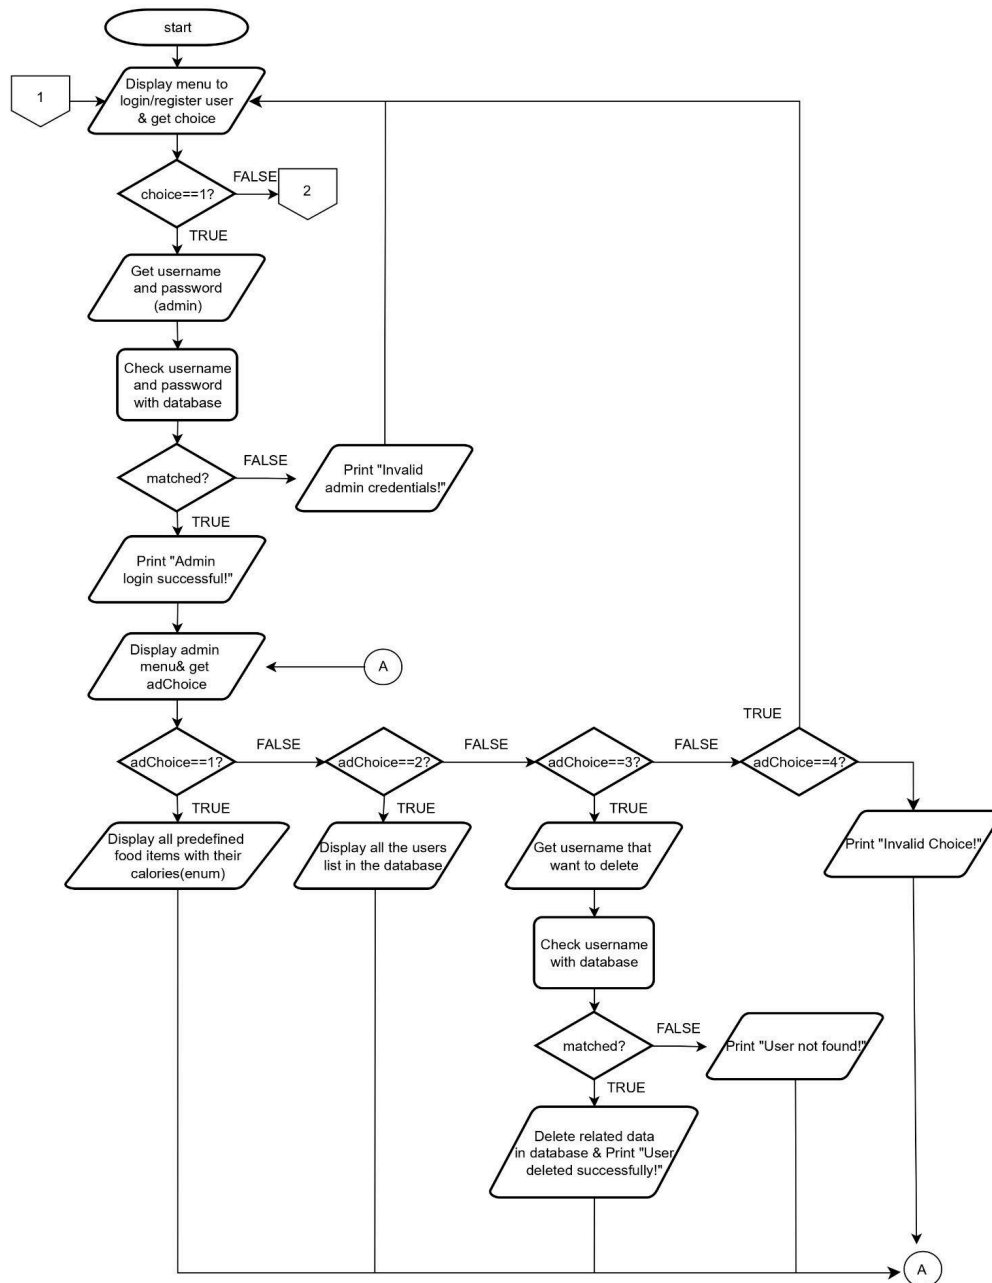 start
1
Display menu to
login/register user
& get choice
choice==1?
FALSE
2
TRUE
Get username
and password
(admin)
Check username
and password
with database
matched?
FALSE
Print "Invalid
admin credentials!"
TRUE
Print "Admin
login successful!"
Display admin
menu& get
adChoice
A
adChoice==1?
FALSE
adChoice==2?
FALSE
adChoice==3?
FALSE
TRUE
adChoice==4?
TRUE
TRUE
TRUE
Display all predefined
food items with their
calories(enum)
Display all the users
list in the database
Get username that
want to delete
Print "Invalid Choice!"
Check username
with database
matched?
FALSE
Print "User not found!"
TRUE
Delete related data
in database & Print "User
deleted successfully!"
A